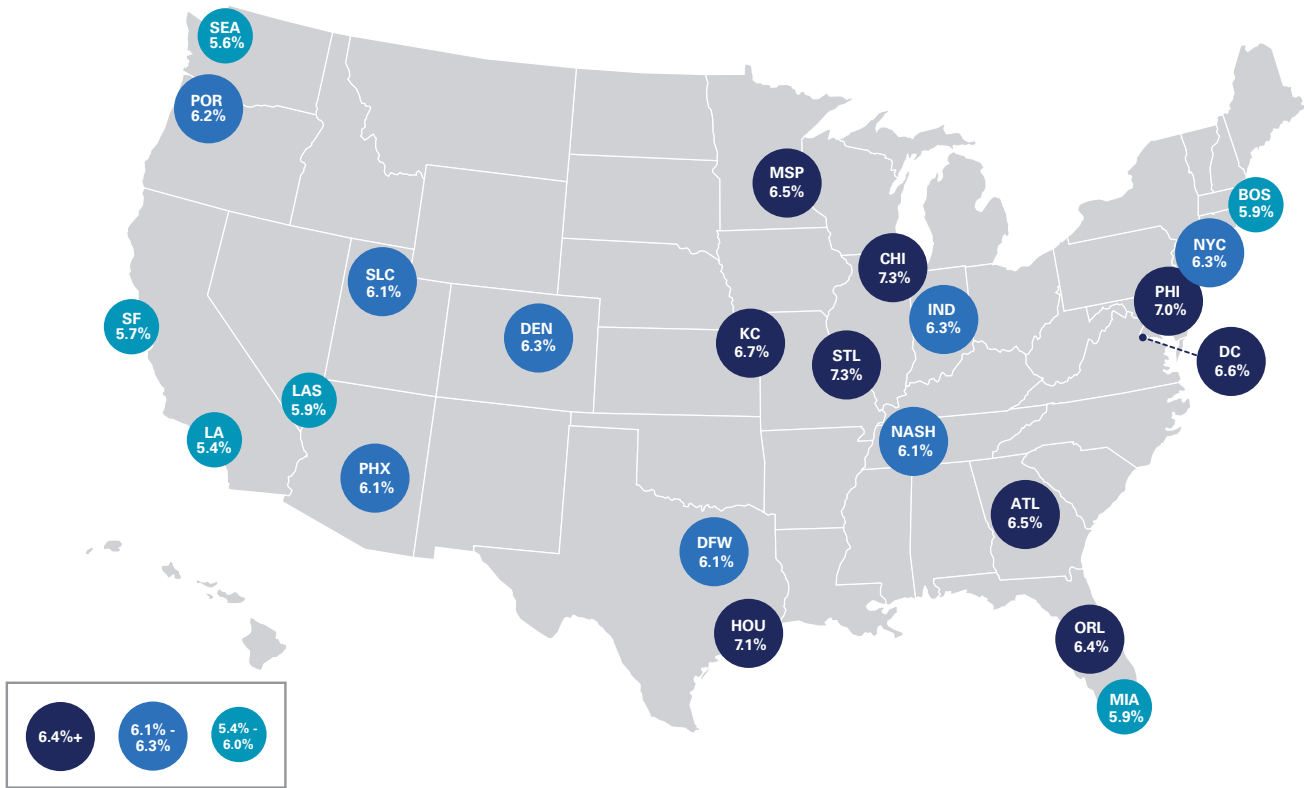 SEA
5.6%
POR
6.2%
MSP
6.5%
BOS
5.9%
NYC
6.3%
CHI
7.3%
SLC
6.1%
PHI
7.0%
IND
6.3%
SF
5.7%
DEN
6.3%
KC
6.7%
STL
7.3%
DC
6.6%
LAS
5.9%
LA
5.4%
NASH
6.1%
PHX
6.1%
ATL
6.5%
DFW
6.1%
HOU
7.1%
ORL
6.4%
MIA
5.9%
6.4%+
6.1% -
6.3%
5.4% -
6.0%